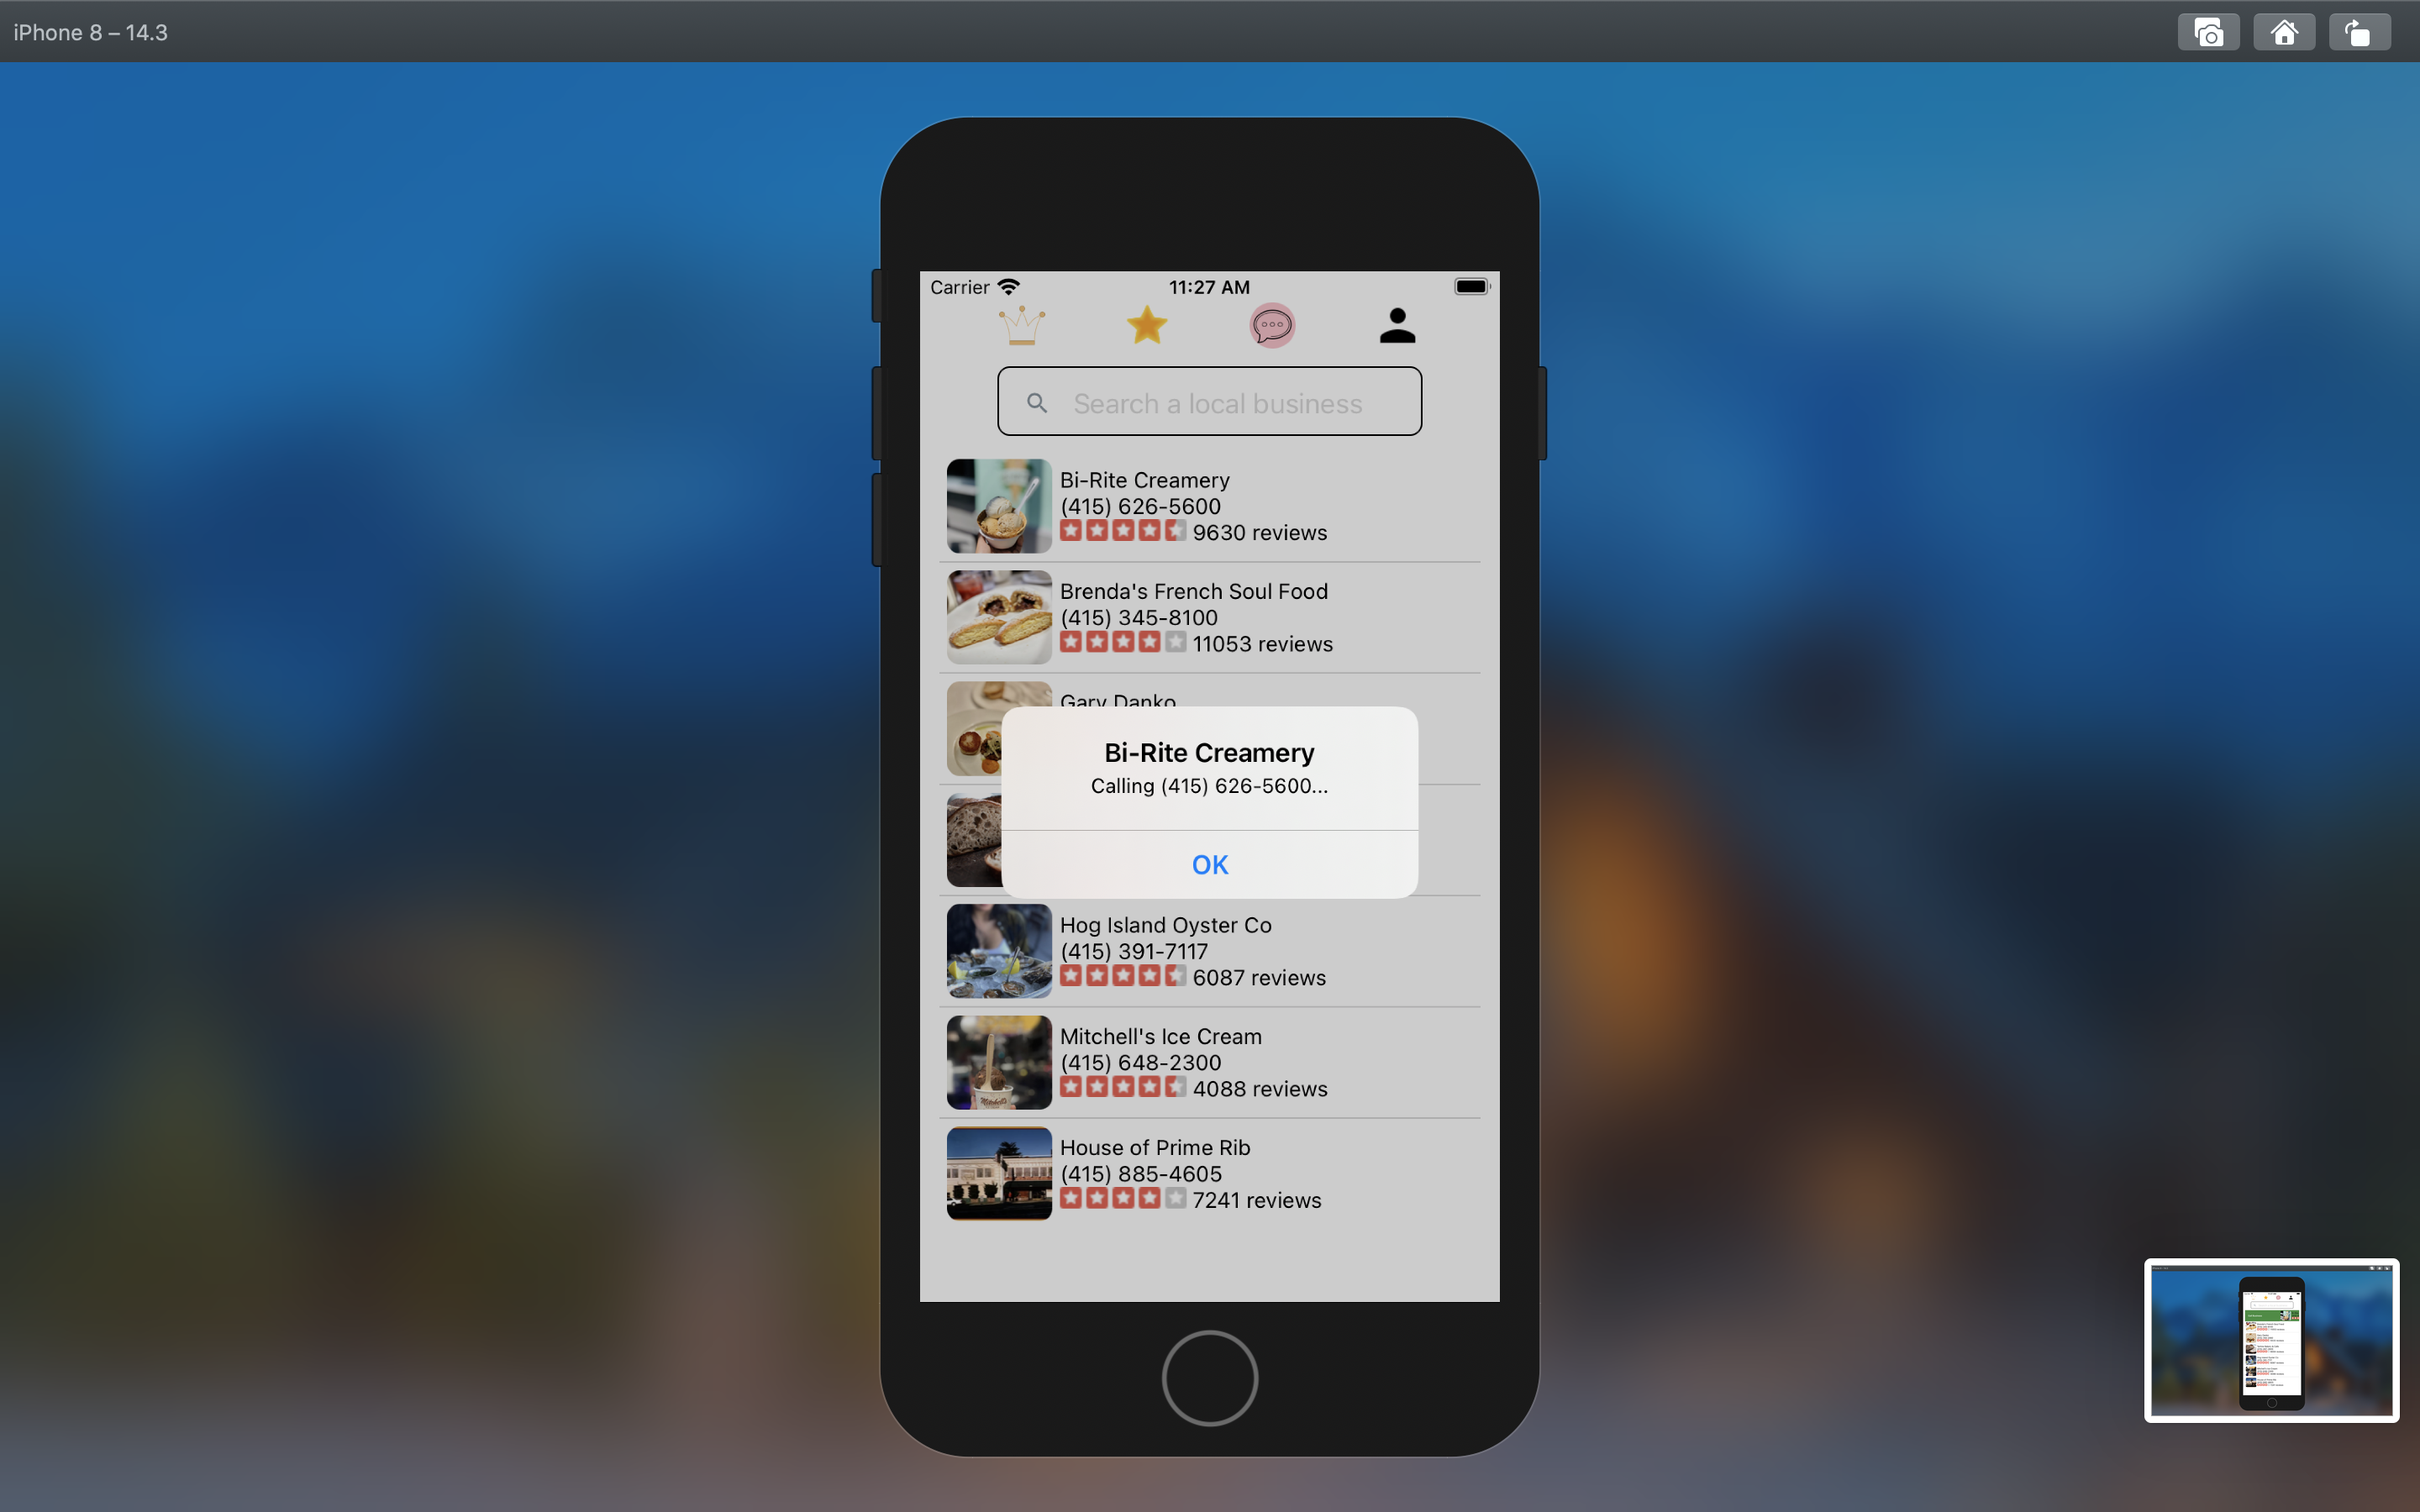 iPhone 8 – 14.3
Carrier
11:27 AM
Search a local business
Bi-Rite Creamery
(415) 626-5600
9630 reviews
Brenda's French Soul Food
(415) 345-8100
11053 reviews
Gary Danko
Bi-Rite Creamery
Calling (415) 626-5600...
OK
Hog Island Oyster Co
(415) 391-7117
6087 reviews
Mitchell's Ice Cream
(415) 648-2300
4088 reviews
Mitchell's
House of Prime Rib
(415) 885-4605
7241 reviews